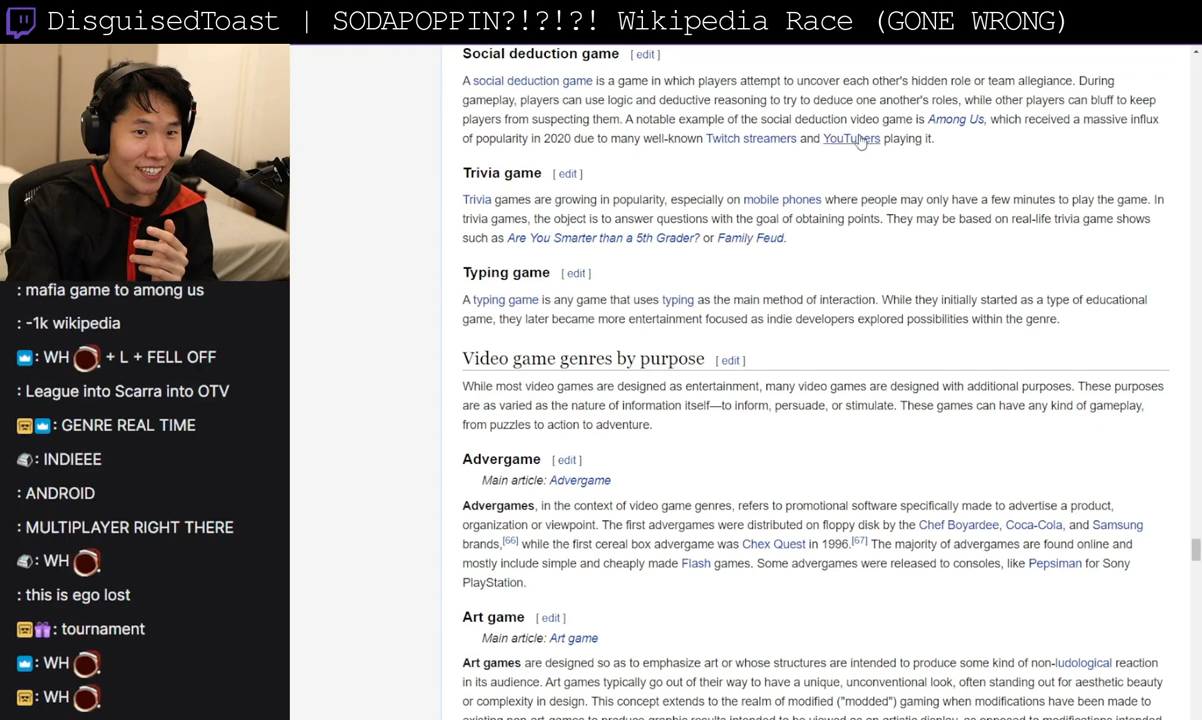 DisguisedToast | SODAPOPPIN?!?!?! Wikipedia Race (GONE WRONG)
: mafia game to among us
: -1k wikipedia
: WH + L + FELL OFF
: League into Scarra into OTV
: GENRE REAL TIME
: INDIEEE
: ANDROID
: MULTIPLAYER RIGHT THERE
: WH
: this is ego lost
: tournament
: WH
: WH
Social deduction game [ edit ]
A social deduction game is a game in which players attempt to uncover each other's hidden role or team allegiance. During
gameplay, players can use logic and deductive reasoning to try to deduce one another's roles, while other players can bluff to keep
players from suspecting them. A notable example of the social deduction video game is Among Us, which received a massive influx
of popularity in 2020 due to many well-known Twitch streamers and YouTubers playing it.
Trivia game [ edit ]
Trivia games are growing in popularity, especially on mobile phones where people may only have a few minutes to play the game. In
trivia games, the object is to answer questions with the goal of obtaining points. They may be based on real-life trivia game shows
such as Are You Smarter than a 5th Grader? or Family Feud.
Typing game [ edit ]
A typing game is any game that uses typing as the main method of interaction. While they initially started as a type of educational
game, they later became more entertainment focused as indie developers explored possibilities within the genre.
Video game genres by purpose [ edit ]
While most video games are designed as entertainment, many video games are designed with additional purposes. These purposes
are as varied as the nature of information itself—to inform, persuade, or stimulate. These games can have any kind of gameplay,
from puzzles to action to adventure.
Advergame [ edit ]
Main article: Advergame
Advergames, in the context of video game genres, refers to promotional software specifically made to advertise a product,
organization or viewpoint. The first advergames were distributed on floppy disk by the Chef Boyardee, Coca-Cola, and Samsung
brands,[66] while the first cereal box advergame was Chex Quest in 1996.[67] The majority of advergames are found online and
mostly include simple and cheaply made Flash games. Some advergames were released to consoles, like Pepsiman for Sony
PlayStation.
Art game [ edit ]
Main article: Art game
Art games are designed so as to emphasize art or whose structures are intended to produce some kind of non-ludological reaction
in its audience. Art games typically go out of their way to have a unique, unconventional look, often standing out for aesthetic beauty
or complexity in design. This concept extends to the realm of modified ("modded") gaming when modifications have been made to
existing non-art games to produce graphic results intended to be viewed as an artistic display, as opposed to modifications intended